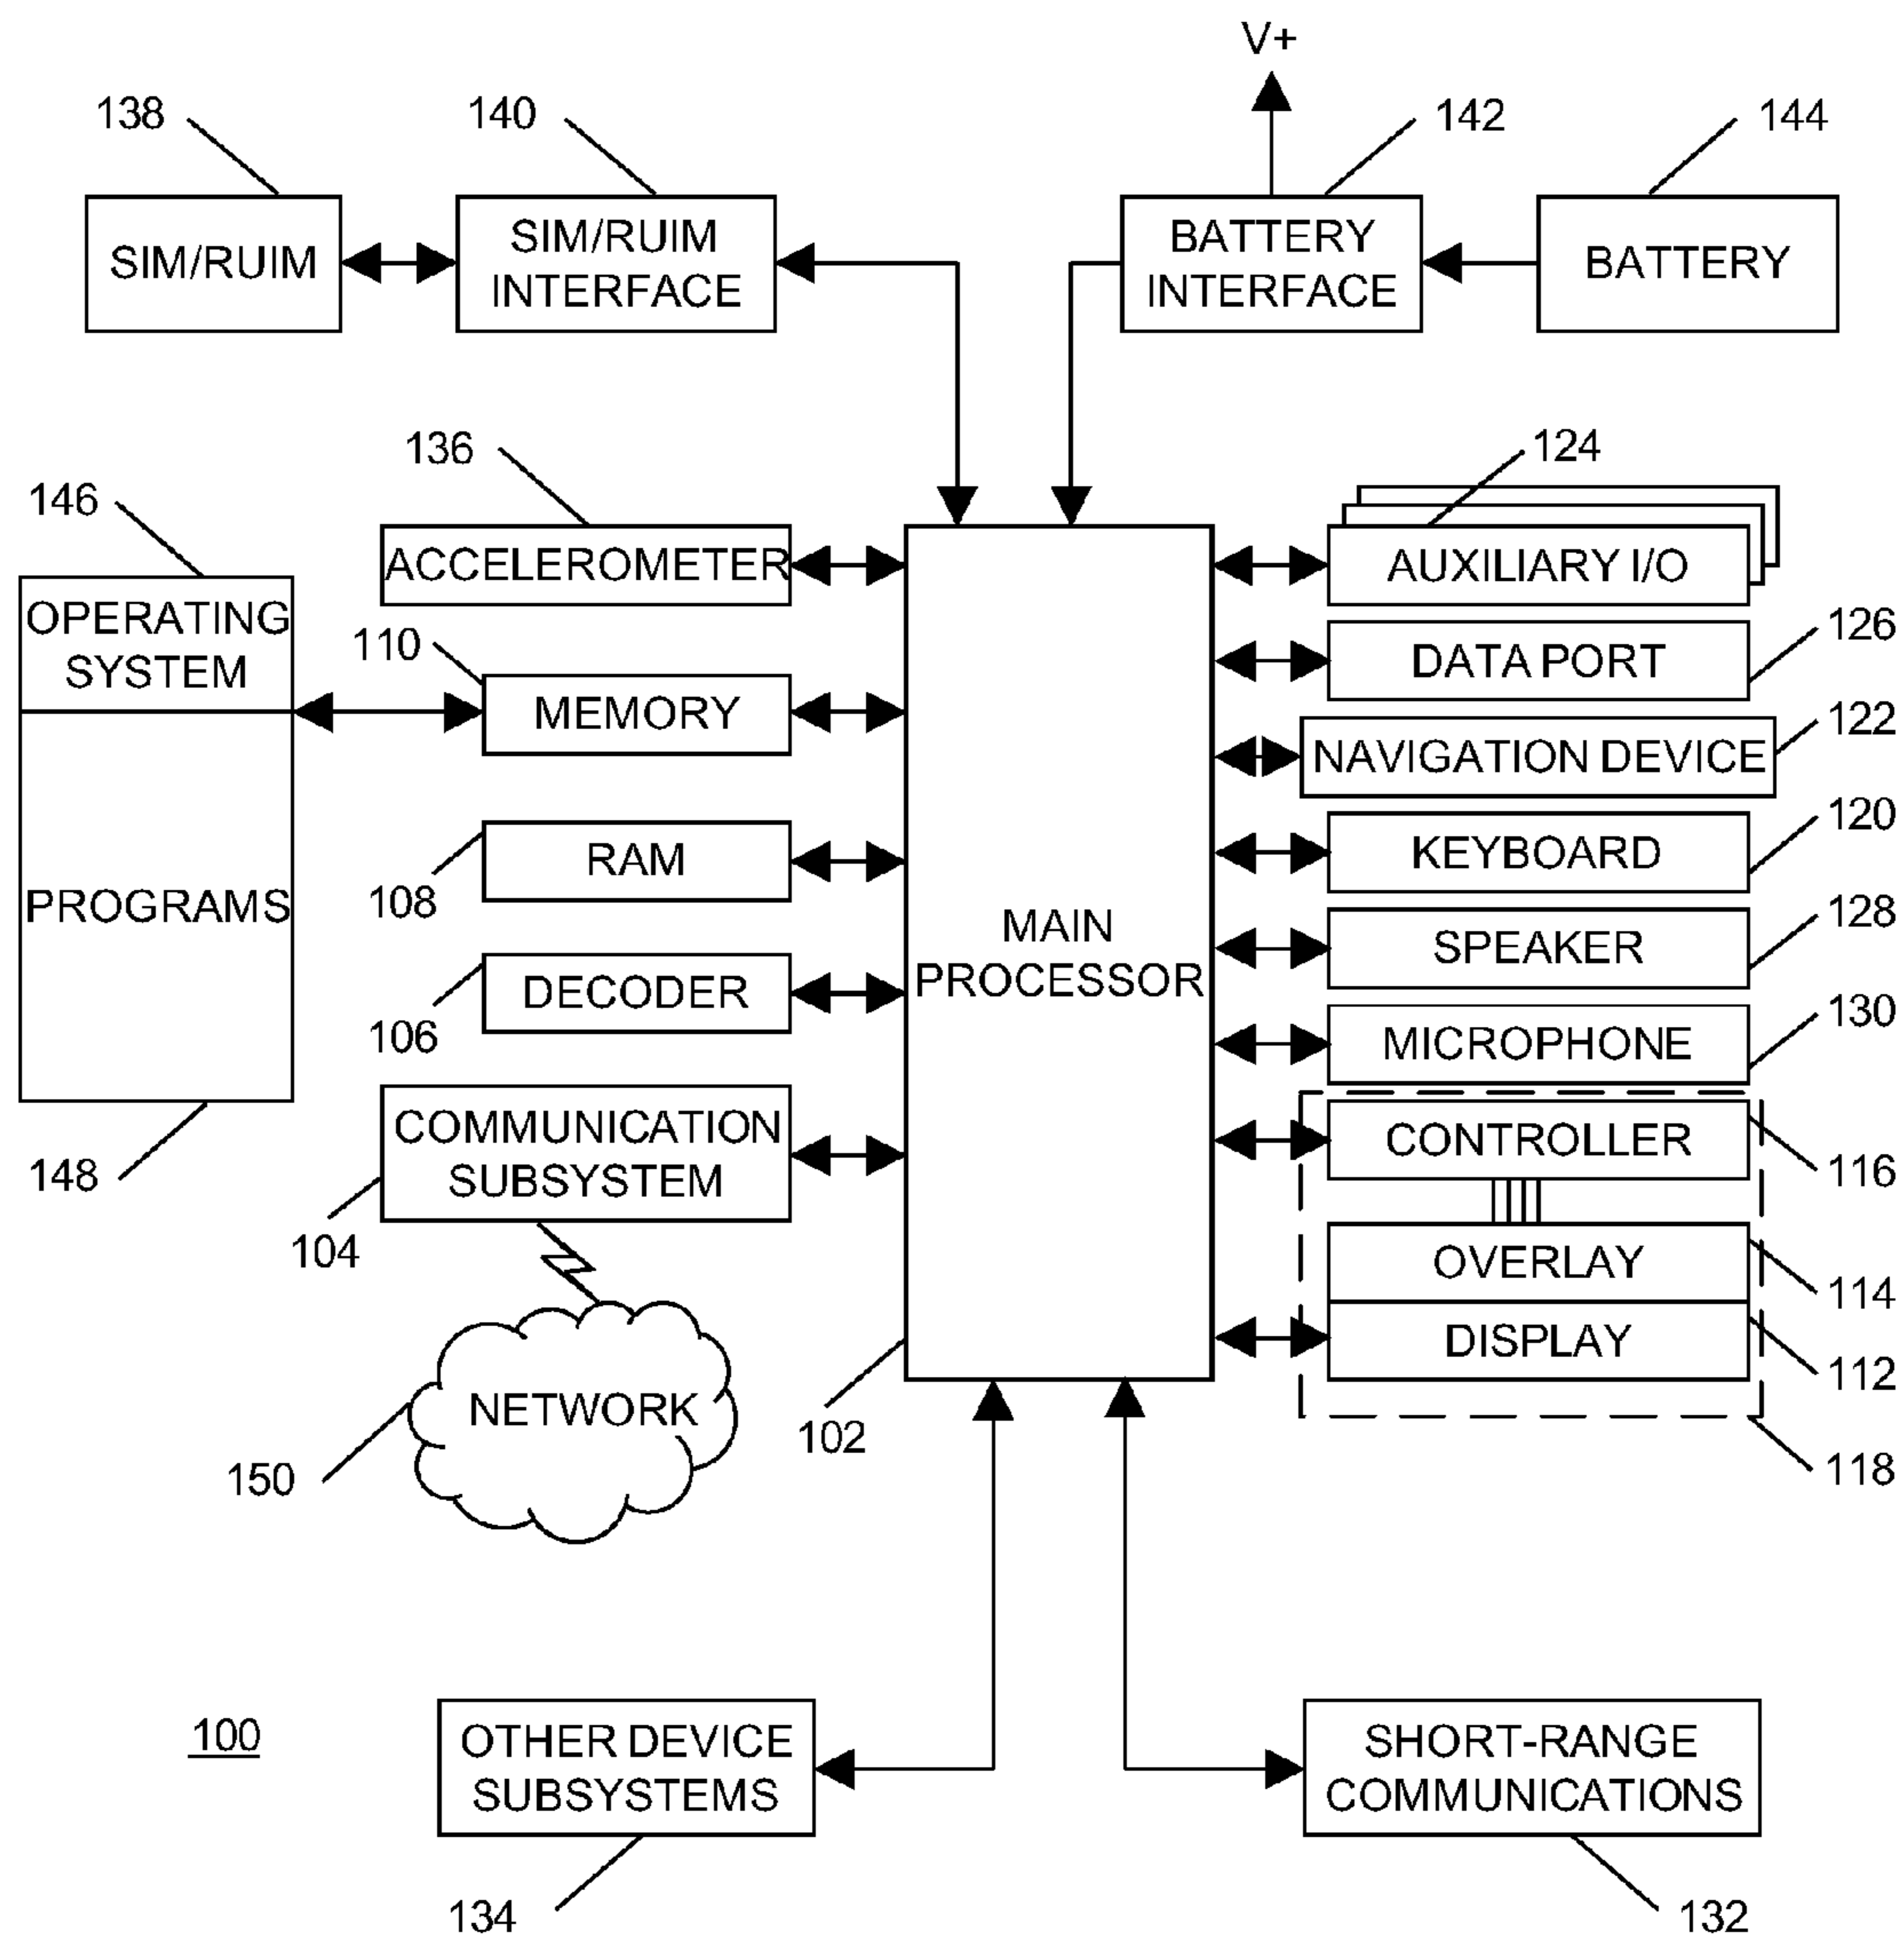 V+
138
140
142
144
SIM/RUIM
SIM/RUIM
INTERFACE
BATTERY
INTERFACE
BATTERY
136
124
146
ACCELEROMETER
AUXILIARY I/O
OPERATING
SYSTEM
110
126
DATA PORT
MEMORY
122
NAVIGATION DEVICE
120
RAM
KEYBOARD
108
PROGRAMS
128
MAIN
PROCESSOR
SPEAKER
DECODER
106
130
MICROPHONE
COMMUNICATION
SUBSYSTEM
CONTROLLER
148
116
104
OVERLAY
114
DISPLAY
112
NETWORK
102
150
118
100
OTHER DEVICE
SUBSYSTEMS
SHORT-RANGE
COMMUNICATIONS
134
132